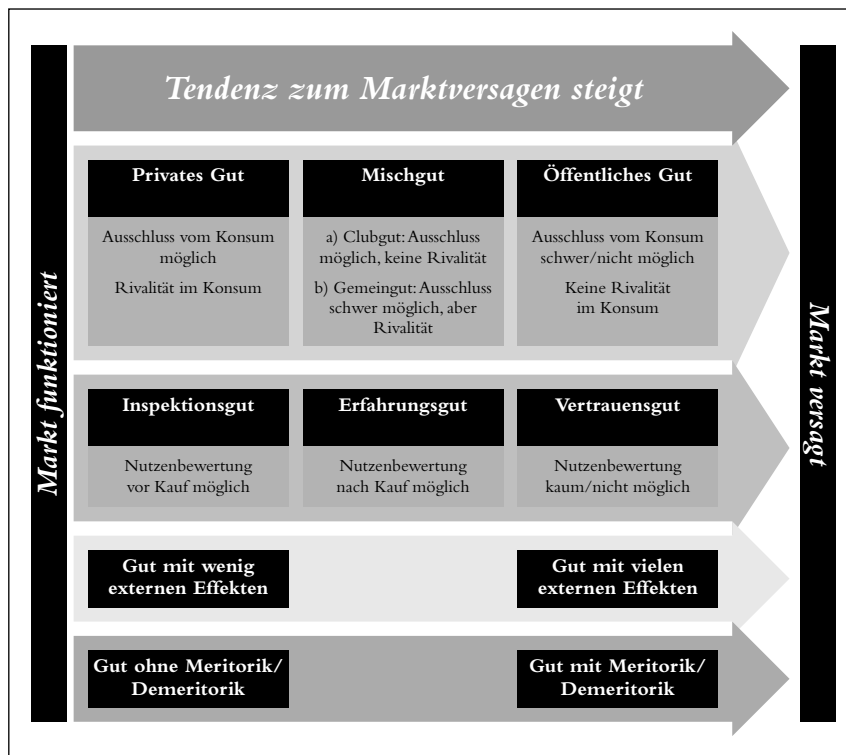 Tendenz zum Marktversagen steigt
Markt funktioniert
Privates Gut
Ausschluss vom Konsum
möglich
Rivalität im Konsum
Mischgut
a) Clubgut: Ausschluss
möglich, keine Rivalität
b) Gemeingut: Ausschluss
schwer möglich, aber
Rivalität
Öffentliches Gut
Ausschluss vom Konsum
schwer/nicht möglich
Keine Rivalität
im Konsum
Inspektionsgut
Nutzenbewertung
vor Kauf möglich
Erfahrungsgut
Nutzenbewertung
nach Kauf möglich
Vertrauensgut
Nutzenbewertung
kaum/nicht möglich
Gut mit wenig
externen Effekten
Gut mit vielen
externen Effekten
Gut ohne Meritorik/
Demeritorik
Gut mit Meritorik/
Demeritorik
Markt versagt